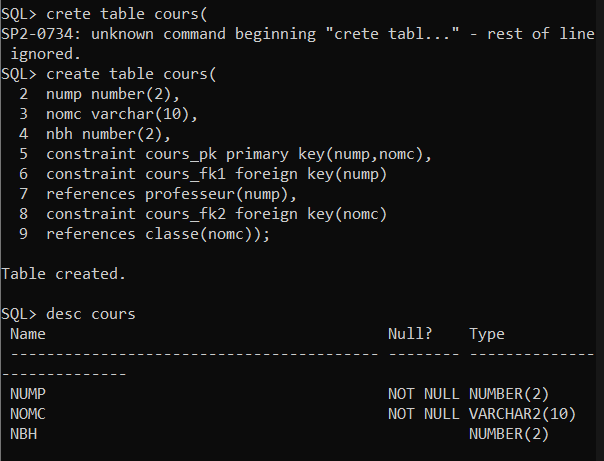 SQL> crete table cours(
SP2-0734: unknown command beginning "crete tabl..." - rest of line
 ignored.
SQL> create table cours(
  2  nump number(2),
  3  nomc varchar(10),
  4  nbh number(2),
  5  constraint cours_pk primary key(nump,nomc),
  6  constraint cours_fk1 foreign key(nump)
  7  references professeur(nump),
  8  constraint cours_fk2 foreign key(nomc)
  9  references classe(nomc));
Table created.
SQL> desc cours
 Name                                      Null?    Type
 ----------------------------------------- -------- --------------
--------------
 NUMP                                      NOT NULL NUMBER(2)
 NOMC                                      NOT NULL VARCHAR2(10)
 NBH                                                NUMBER(2)